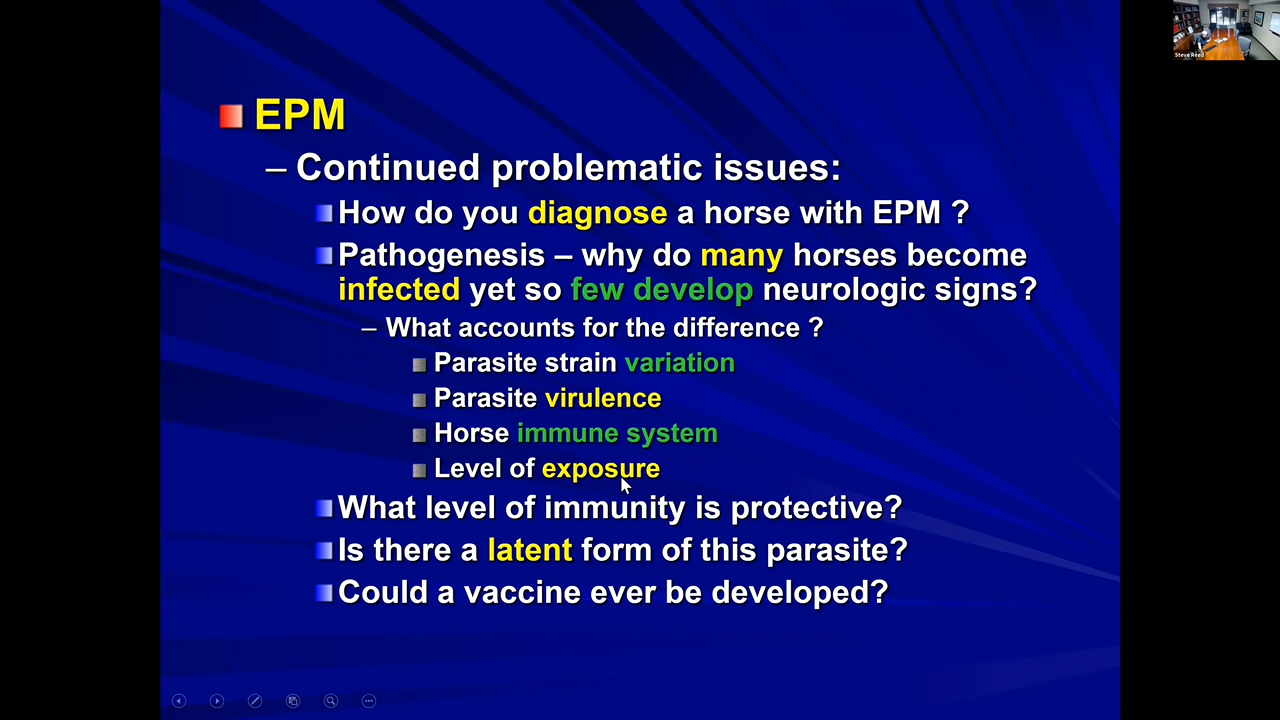 EPM
– Continued problematic issues:
How do you diagnose a horse with EPM ?
Pathogenesis – why do many horses become
infected yet so few develop neurologic signs?
– What accounts for the difference ?
Parasite strain variation
Parasite virulence
Horse immune system
Level of exposure
What level of immunity is protective?
Is there a latent form of this parasite?
Could a vaccine ever be developed?
Steve Reed